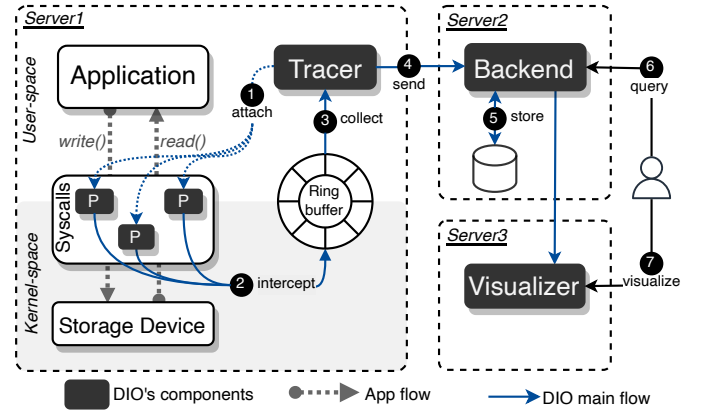 Server1
User-space
Kernel-space
Application
Tracer
1
attach
write()
read()
3
collect
4
send
Syscalls
P
P
P
Ring
buffer
2
intercept
Storage Device
Server2
Backend
5
store
6
query
Server3
Visualizer
7
visualize
DIO's components
App flow
DIO main flow